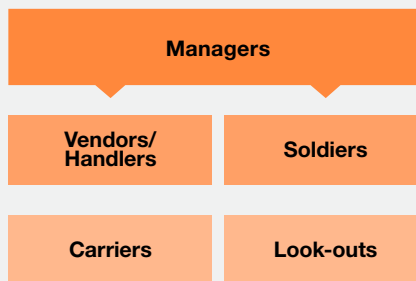 Managers
Vendors/
Handlers
Soldiers
Carriers
Look-outs